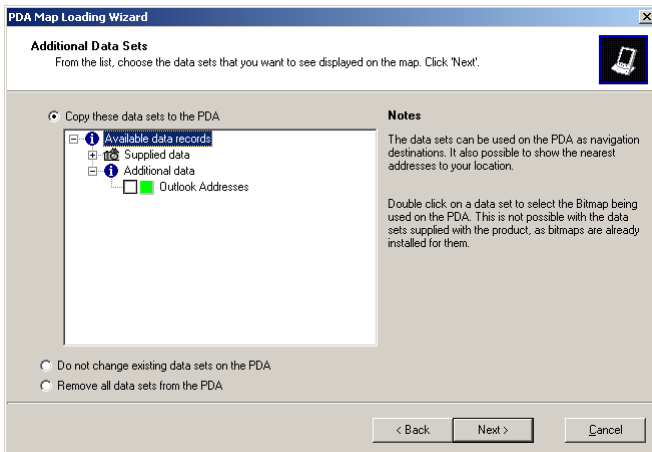 PDA Map Loading Wizard
Additional Data Sets
From the list, choose the data sets that you want to see displayed on the map. Click 'Next'.
Copy these data sets to the PDA
Available data records
Supplied data
Additional data
Outlook Addresses
Notes
The data sets can be used on the PDA as navigation
destinations. It also possible to show the nearest
addresses to your location.
Double click on a data set to select the Bitmap being
used on the PDA. This is not possible with the data
sets supplied with the product, as bitmaps are already
installed for them.
Do not change existing data sets on the PDA
Remove all data sets from the PDA
< Back
Next >
Cancel